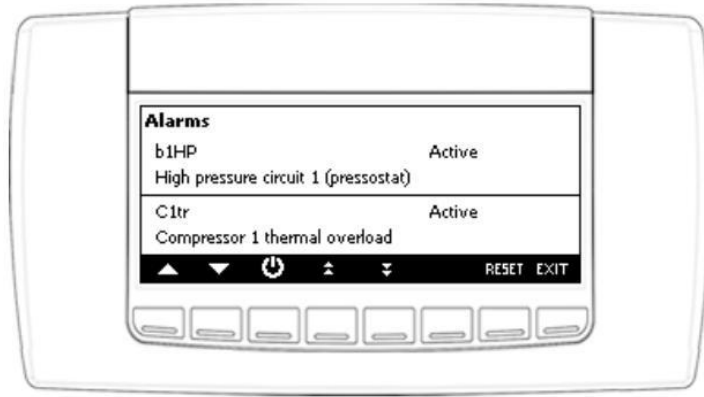 Alarms
b1HP Active
High pressure circuit 1 (pressostat)
C1tr Active
Compressor 1 thermal overload
RESET EXIT